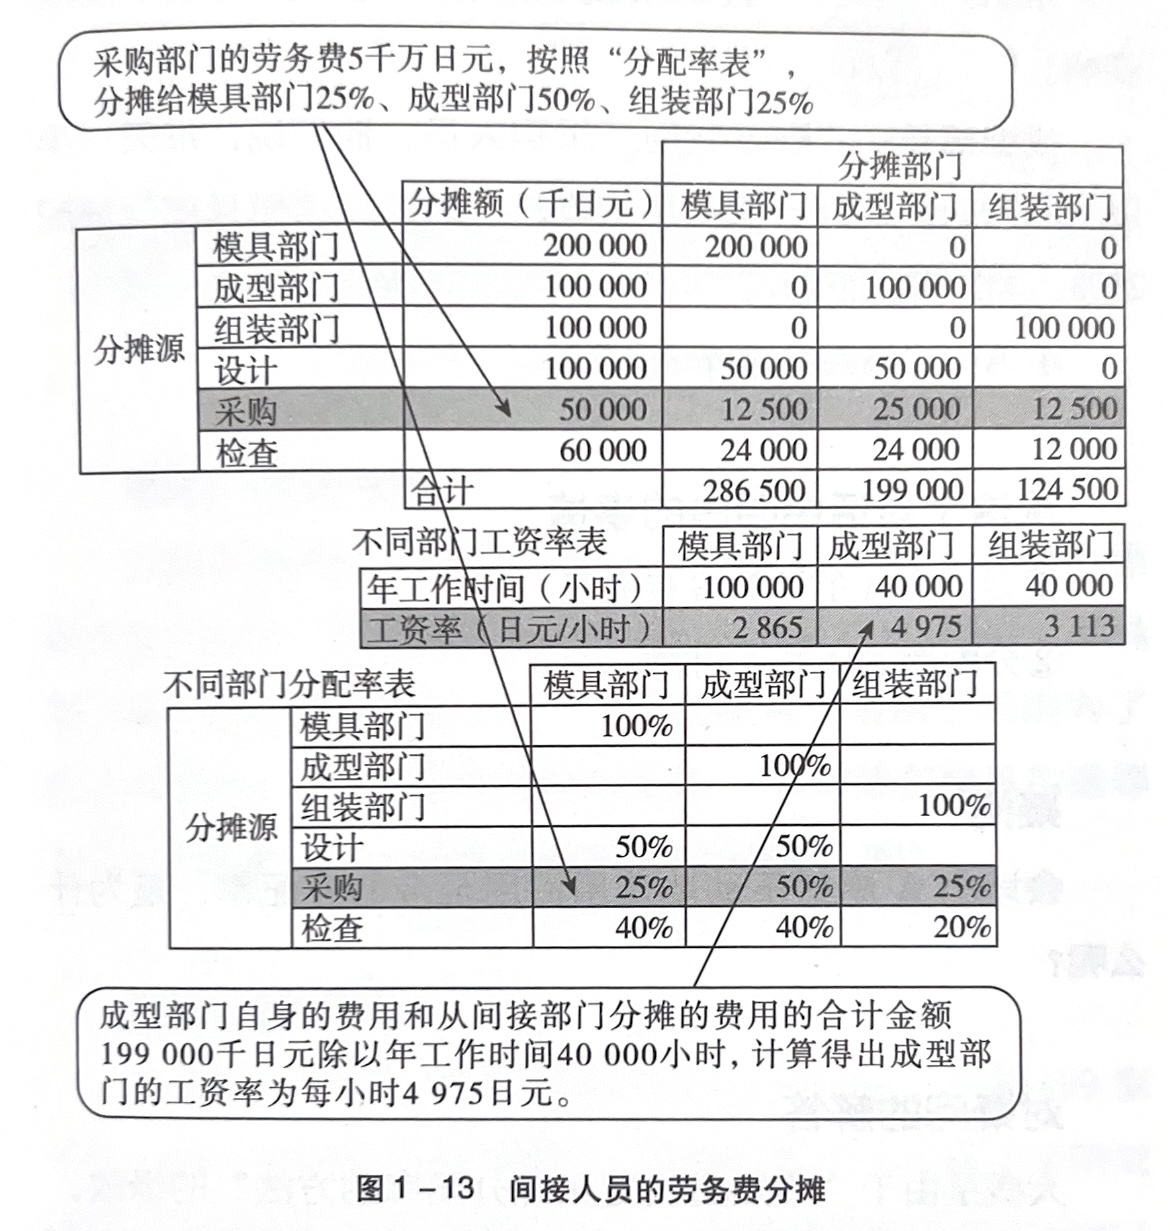 采购部门的劳务费5千万日元，按照“分配率表”，
分摊给模具部门25%、成型部门50%、组装部门25%
分摊部门
分摊额（千日元） 模具部门 成型部门 组装部门
分摊源
模具部门 200 000 200 000 0 0
成型部门 100 000 0 100 000 0
组装部门 100 000 0 0 100 000
设计 100 000 50 000 50 000 0
采购 50 000 12 500 25 000 12 500
检查 60 000 24 000 24 000 12 000
合计 286 500 199 000 124 500
不同部门工资率表 模具部门 成型部门 组装部门
年工作时间（小时） 100 000 40 000 40 000
工资率（日元/小时） 2 865 4 975 3 113
不同部门分配率表 模具部门 成型部门 组装部门
分摊源
模具部门 100%
成型部门 100%
组装部门 100%
设计 50% 50%
采购 25% 50% 25%
检查 40% 40% 20%
成型部门自身的费用和从间接部门分摊的费用的合计金额
199 000千日元除以年工作时间40 000小时，计算得出成型部
门的工资率为每小时4 975日元。
图1-13 间接人员的劳务费分摊